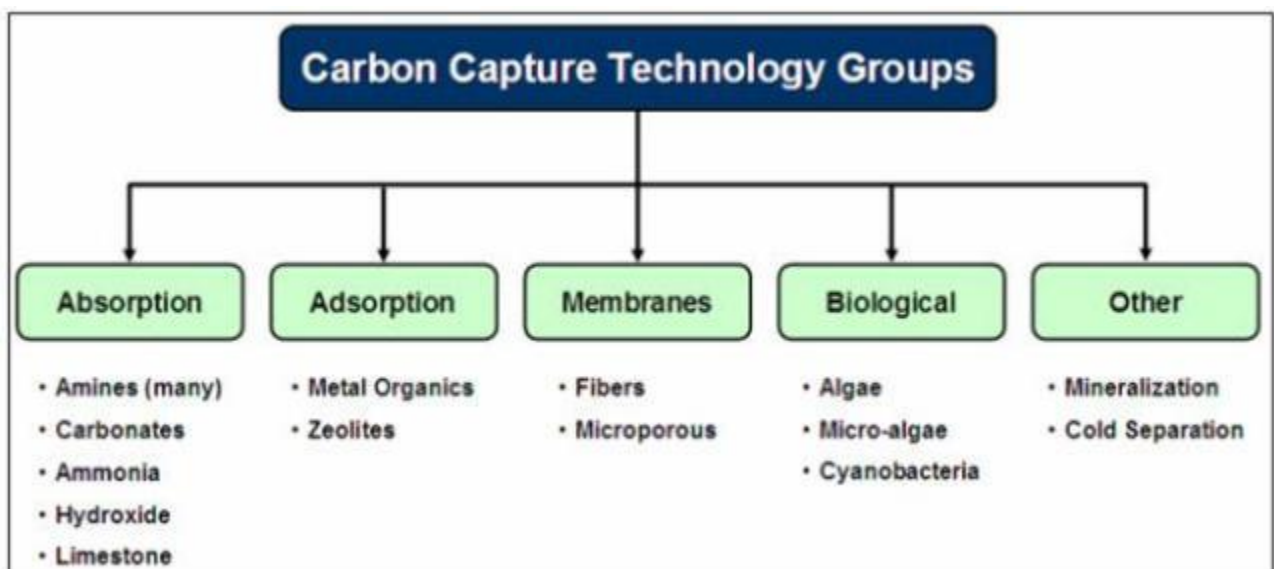 Carbon Capture Technology Groups
Absorption
• Amines (many)
• Carbonates
• Ammonia
• Hydroxide
• Limestone
Adsorption
• Metal Organics
• Zeolites
Membranes
• Fibers
• Microporous
Biological
• Algae
• Micro-algae
• Cyanobacteria
Other
• Mineralization
• Cold Separation